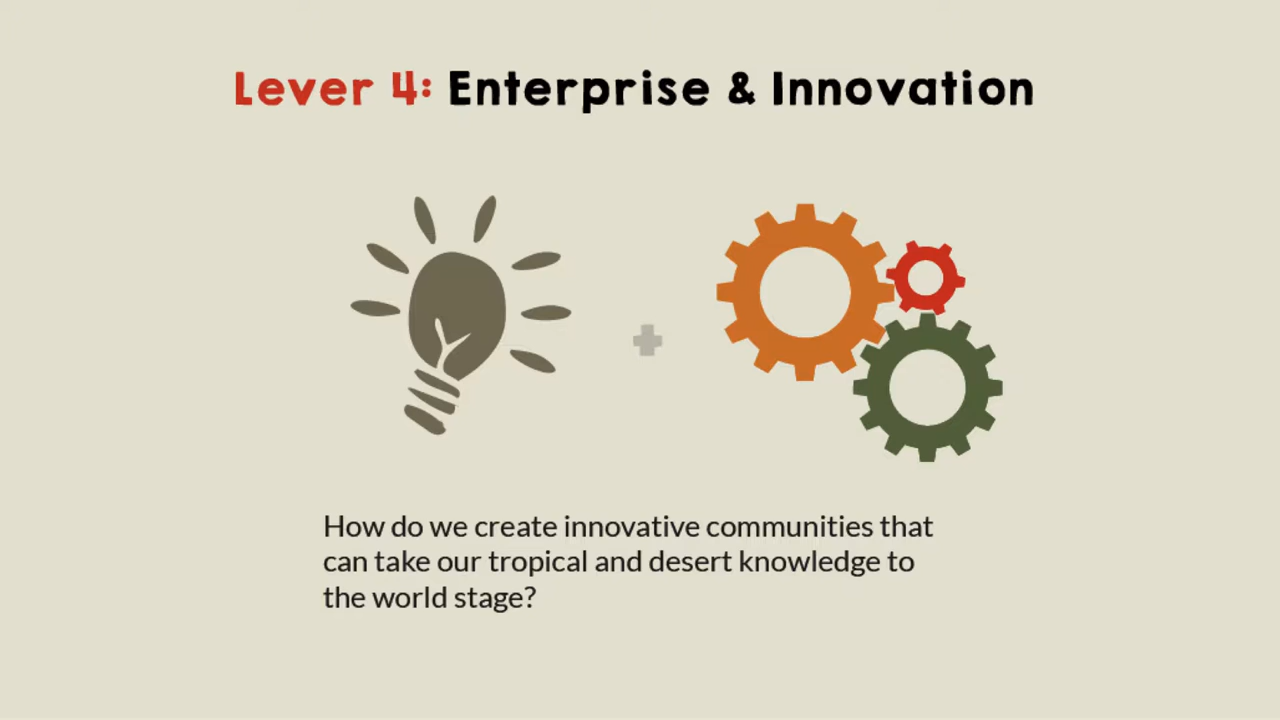 Lever 4: Enterprise & Innovation
How do we create innovative communities that
can take our tropical and desert knowledge to
the world stage?